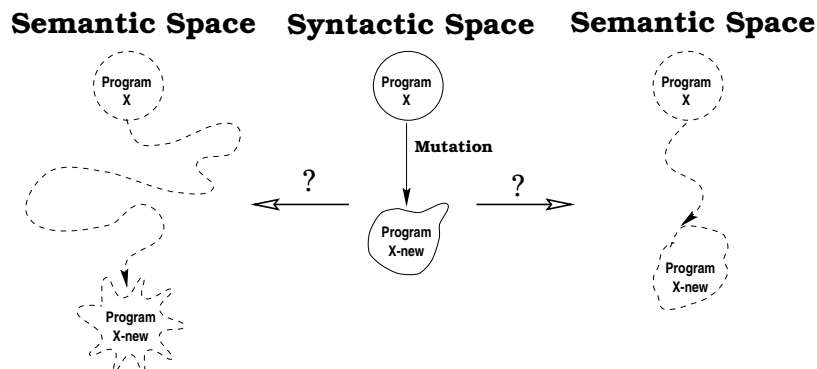 Semantic Space Syntactic Space Semantic Space
Program
X
Program
X
Program
X
Mutation
?
?
Program
X-new
Program
X-new
Program
X-new